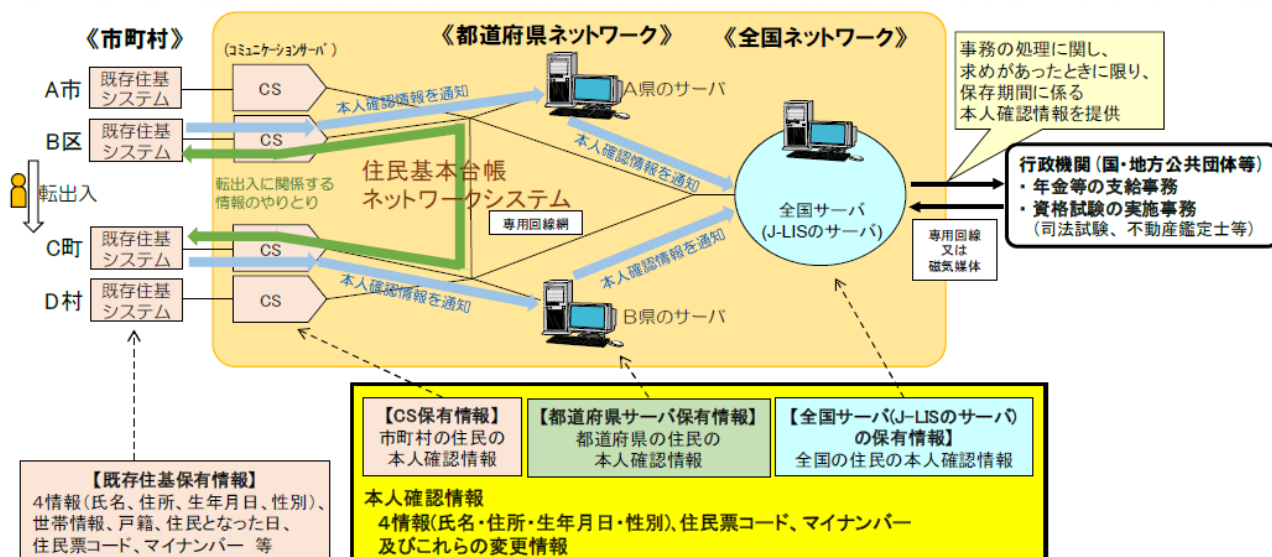 《市町村》
(コミュニケーションサーバ)
《都道府県ネットワーク》
《全国ネットワーク》
事務の処理に関し、
求めがあったときに限り、
保存期間に係る
本人確認情報を提供
A市
既存住基
システム
CS
本人確認情報を通知
A県のサーバ
B区
既存住基
システム
CS
本人確認情報を通知
転出入
転出入に関係する
情報のやりとり
住民基本台帳
ネットワークシステム
専用回線網
全国サーバ
(J-LISのサーバ)
行政機関(国・地方公共団体等)
・年金等の支給事務
・資格試験の実施事務
(司法試験、不動産鑑定士等)
専用回線
又は
磁気媒体
C町
既存住基
システム
CS
本人確認情報を通知
本人確認情報を通知
D村
既存住基
システム
CS
B県のサーバ
【既存住基保有情報】
4情報(氏名、住所、生年月日、性別)、
世帯情報、戸籍、住民となった日、
住民票コード、マイナンバー 等
【CS保有情報】
市町村の住民の
本人確認情報
【都道府県サーバ保有情報】
都道府県の住民の
本人確認情報
【全国サーバ(J-LISのサーバ)
の保有情報】
全国の住民の本人確認情報
本人確認情報
4情報(氏名・住所・生年月日・性別)、住民票コード、マイナンバー
及びこれらの変更情報